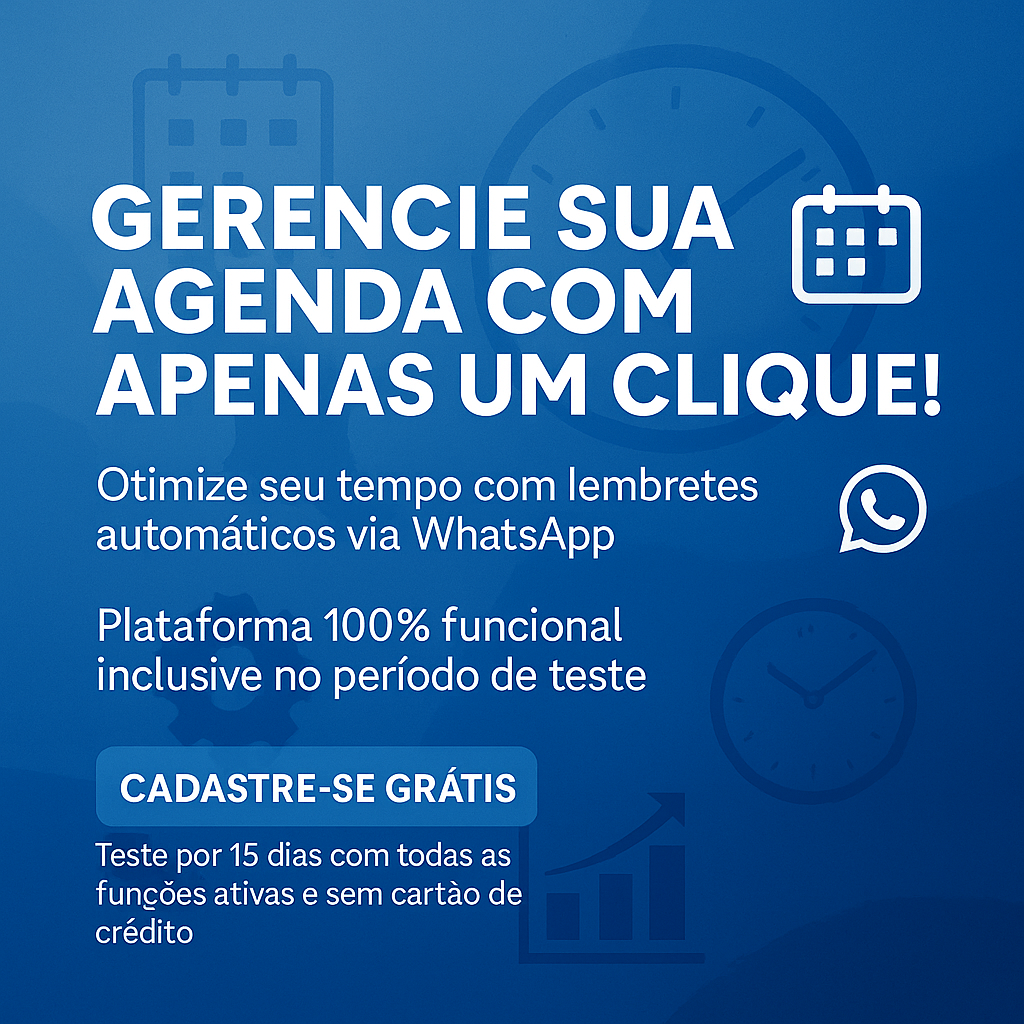 GERENCIE SUA
AGENDA COM
APENAS UM CLIQUE!
Otimize seu tempo com lembretes
automáticos via WhatsApp
Plataforma 100% funcional
inclusive no período de teste
CADASTRE-SE GRÁTIS
Teste por 15 dias com todas as
funções ativas e sem cartào de
crédito